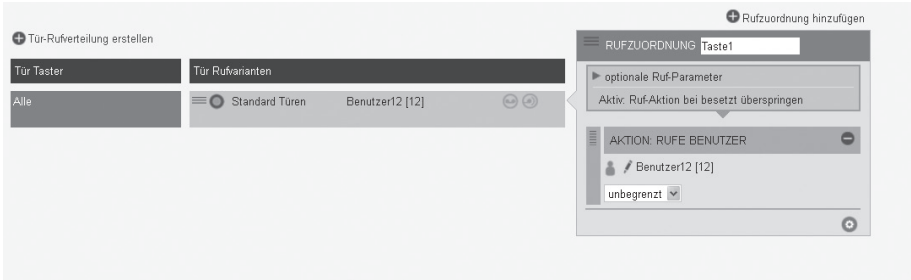 Rufzuordnung hinzufügen
Tür-Rufverteilung erstellen
RUFZUORDNUNG Taste1
Tür Taster
Tür Rufvarianten
optionale Ruf-Parameter
Alle
Standard Türen Benutzer12 [12]
Aktiv: Ruf-Aktion bei besetzt überspringen
AKTION: RUFE BENUTZER
Benutzer12 [12]
unbegrenzt